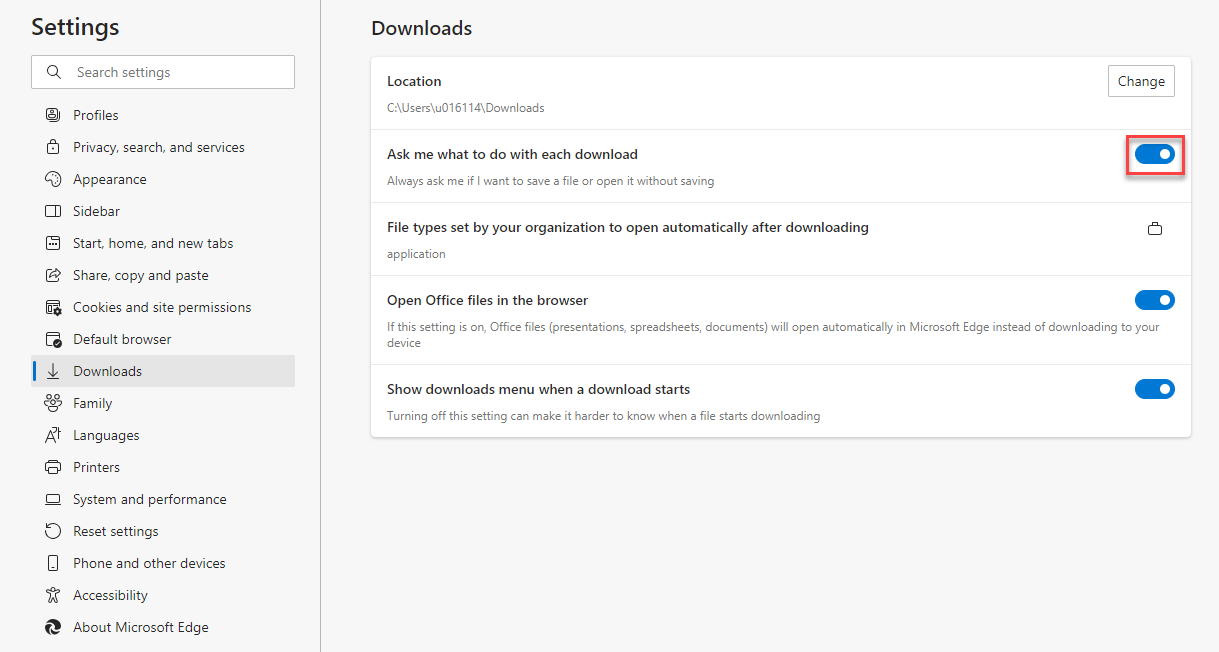 Settings
Search settings
Profiles
Privacy, search, and services
Appearance
Sidebar
Start, home, and new tabs
Share, copy and paste
Cookies and site permissions
Default browser
Downloads
Family
Languages
Printers
System and performance
Reset settings
Phone and other devices
Accessibility
About Microsoft Edge
Downloads
Location
Change
C:\Users\u016114\Downloads
Ask me what to do with each download
Always ask me if I want to save a file or open it without saving
File types set by your organization to open automatically after downloading
application
Open Office files in the browser
If this setting is on, Office files (presentations, spreadsheets, documents) will open automatically in Microsoft Edge instead of downloading to your
device
Show downloads menu when a download starts
Turning off this setting can make it harder to know when a file starts downloading